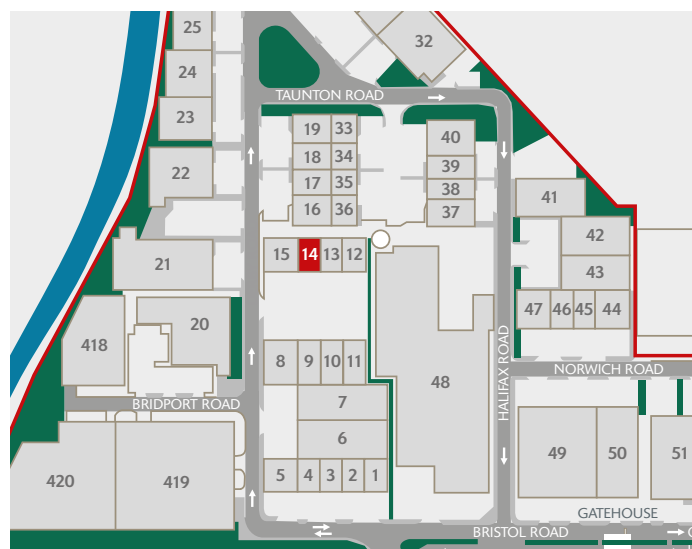 25
32
24
TAUNTON ROAD
23
19 33
40
18 34
22
39
17 35
38
41
16 36
37
42
15 14 13 12
21
43
47 46 45 44
20
418
HALIFAX ROAD
8 9 10 11
NORWICH ROAD
48
7
BRIDPORT ROAD
6
49 50 51
5 4 3 2 1
420 419
GATEHOUSE
BRISTOL ROAD